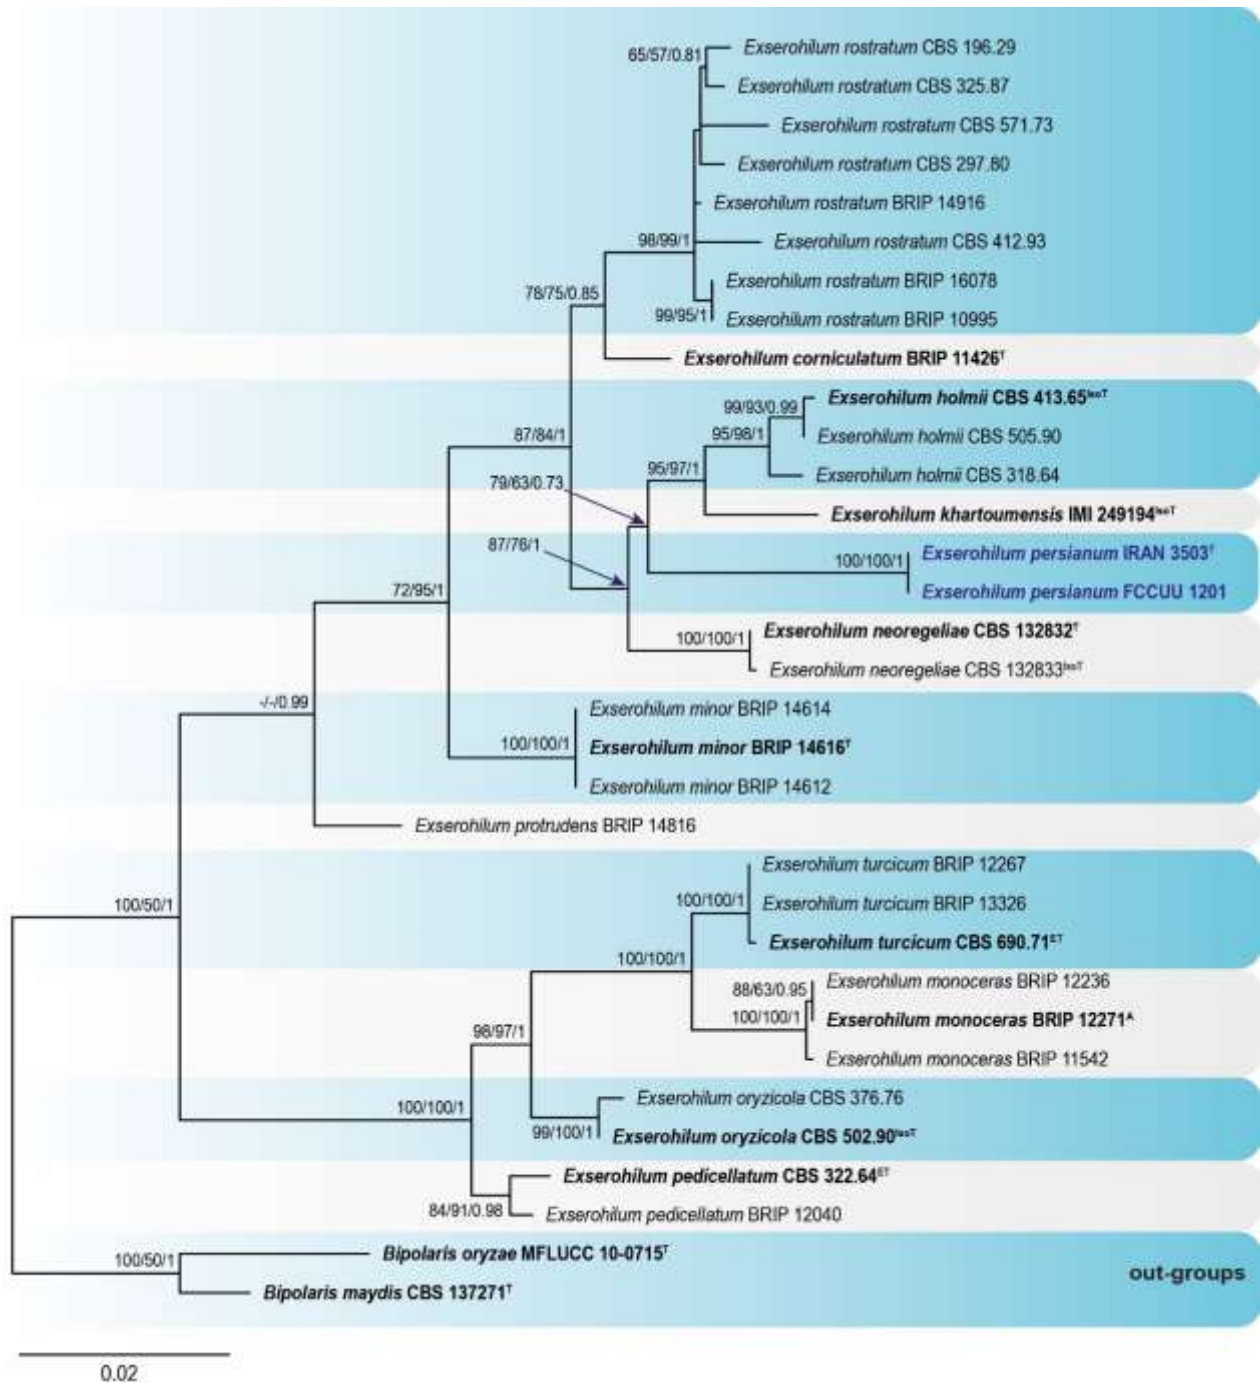 65/57/0.81
Exserohilum rostratum CBS 196.29
Exserohilum rostratum CBS 325.87
Exserohilum rostratum CBS 571.73
Exserohilum rostratum CBS 297.80
Exserohilum rostratum BRIP 14916
98/99/1
Exserohilum rostratum CBS 412.93
Exserohilum rostratum BRIP 16078
78/75/0.85
99/95/1
Exserohilum rostratum BRIP 10995
Exserohilum corniculatum BRIP 11426ᵀ
99/93/0.99
Exserohilum holmii CBS 413.65ᴵˢᵒᵀ
87/84/1
95/98/1
Exserohilum holmii CBS 505.90
95/97/1
Exserohilum holmii CBS 318.64
79/63/0.73
Exserohilum khartoumensis IMI 249194ᴵˢᵒᵀ
87/76/1
100/100/1
Exserohilum persianum IRAN 3503ᵀ
72/95/1
Exserohilum persianum FCCUU 1201
100/100/1
Exserohilum neoregeliae CBS 132832ᵀ
Exserohilum neoregeliae CBS 132833ᴵˢᵒᵀ
-/-/0.99
Exserohilum minor BRIP 14614
100/100/1
Exserohilum minor BRIP 14616ᵀ
Exserohilum minor BRIP 14612
Exserohilum protrudens BRIP 14816
Exserohilum turcicum BRIP 12267
100/50/1
100/100/1
Exserohilum turcicum BRIP 13326
Exserohilum turcicum CBS 690.71ᴱᵀ
100/100/1
88/63/0.95
Exserohilum monoceras BRIP 12236
98/97/1
100/100/1
Exserohilum monoceras BRIP 12271ᴬ
Exserohilum monoceras BRIP 11542
100/100/1
Exserohilum oryzicola CBS 376.76
99/100/1
Exserohilum oryzicola CBS 502.90ᴵˢᵒᵀ
Exserohilum pedicellatum CBS 322.64ᴱᵀ
84/91/0.98
Exserohilum pedicellatum BRIP 12040
100/50/1
Bipolaris oryzae MFLUCC 10-0715ᵀ
out-groups
Bipolaris maydis CBS 137271ᵀ
0.02